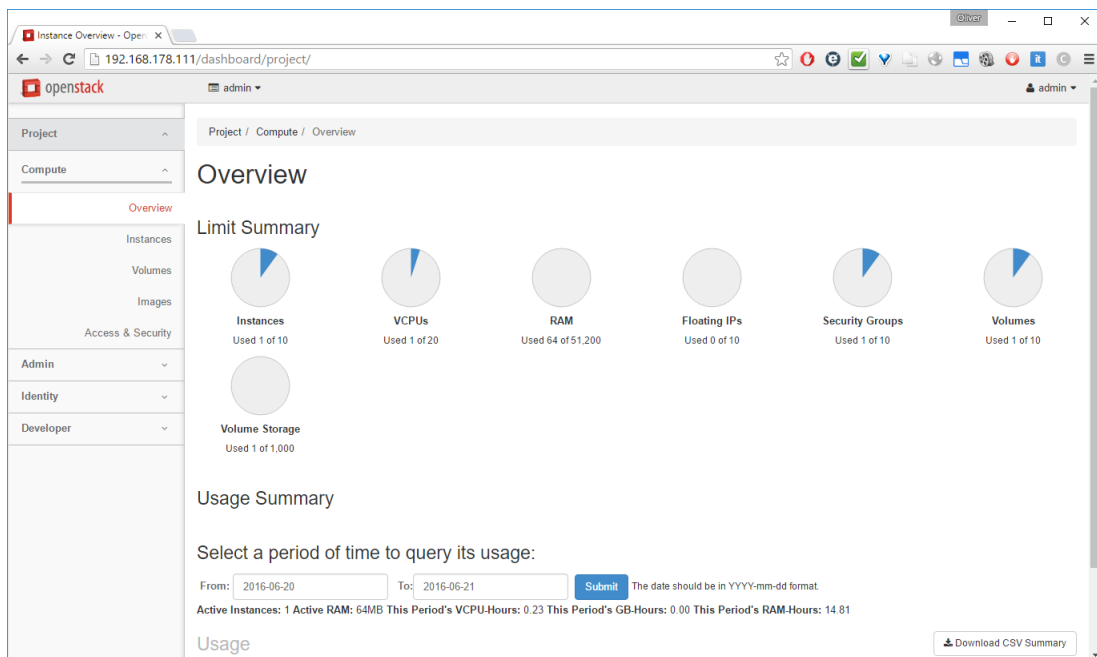 Oliver
Instance Overview - Open
192.168.178.111/dashboard/project/
openstack
admin
admin
Project
Compute
Overview
Instances
Volumes
Images
Access & Security
Admin
Identity
Developer
Project / Compute / Overview
Overview
Limit Summary
Instances
Used 1 of 10
VCPUs
Used 1 of 20
RAM
Used 64 of 51,200
Floating IPs
Used 0 of 10
Security Groups
Used 1 of 10
Volumes
Used 1 of 10
Volume Storage
Used 1 of 1,000
Usage Summary
Select a period of time to query its usage:
From: 2016-06-20 To: 2016-06-21 Submit The date should be in YYYY-mm-dd format.
Active Instances: 1 Active RAM: 64MB This Period's VCPU-Hours: 0.23 This Period's GB-Hours: 0.00 This Period's RAM-Hours: 14.81
Usage
Download CSV Summary